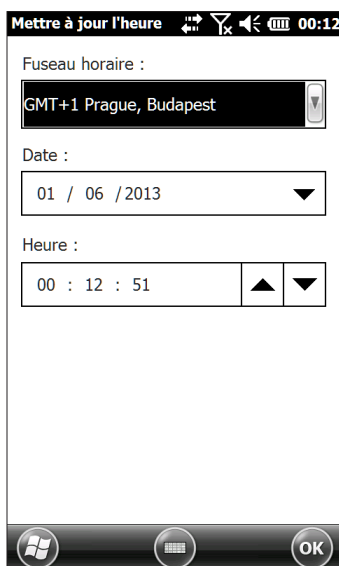 Mettre à jour l'heure 00:12
Fuseau horaire :
GMT+1 Prague, Budapest
Date :
01 / 06 /2013
Heure :
00 : 12 : 51
OK